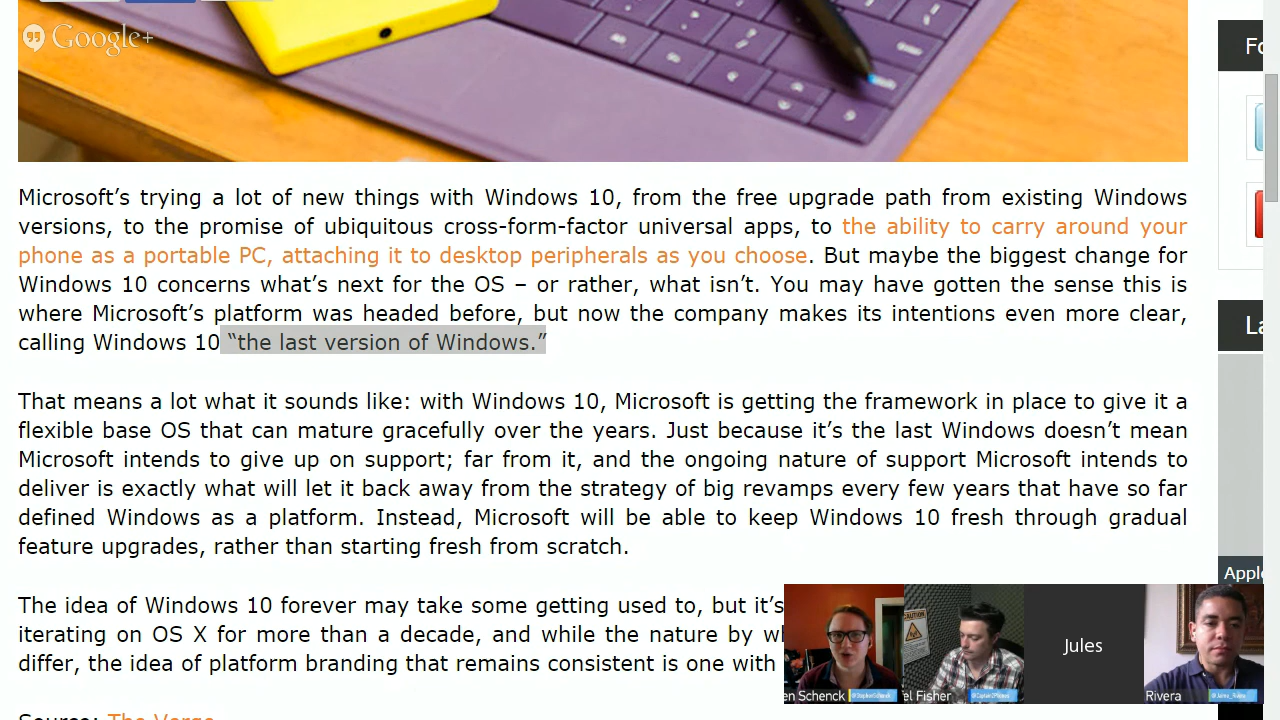 Google+
Fo
Microsoft’s trying a lot of new things with Windows 10, from the free upgrade path from existing Windows
versions, to the promise of ubiquitous cross-form-factor universal apps, to the ability to carry around your
phone as a portable PC, attaching it to desktop peripherals as you choose. But maybe the biggest change for
Windows 10 concerns what’s next for the OS – or rather, what isn’t. You may have gotten the sense this is
where Microsoft’s platform was headed before, but now the company makes its intentions even more clear,
calling Windows 10 “the last version of Windows.”
La
That means a lot what it sounds like: with Windows 10, Microsoft is getting the framework in place to give it a
flexible base OS that can mature gracefully over the years. Just because it’s the last Windows doesn’t mean
Microsoft intends to give up on support; far from it, and the ongoing nature of support Microsoft intends to
deliver is exactly what will let it back away from the strategy of big revamps every few years that have so far
defined Windows as a platform. Instead, Microsoft will be able to keep Windows 10 fresh through gradual
feature upgrades, rather than starting fresh from scratch.
Apple
The idea of Windows 10 forever may take some getting used to, but it’s
iterating on OS X for more than a decade, and while the nature by wh
differ, the idea of platform branding that remains consistent is one with
CAUTION
Jules
en Schenck @StephenSchenck
el Fisher @Captain2Phones
Rivera @Jaime_Rivera
Source: The Verge